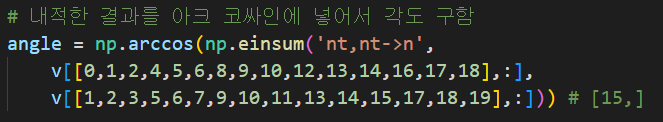 # 내적한 결과를 아크 코싸인에 넣어서 각도 구함
angle = np.arccos(np.einsum('nt,nt->n',
    v[[0,1,2,4,5,6,8,9,10,12,13,14,16,17,18],:],
    v[[1,2,3,5,6,7,9,10,11,13,14,15,17,18,19],:])) # [15,]